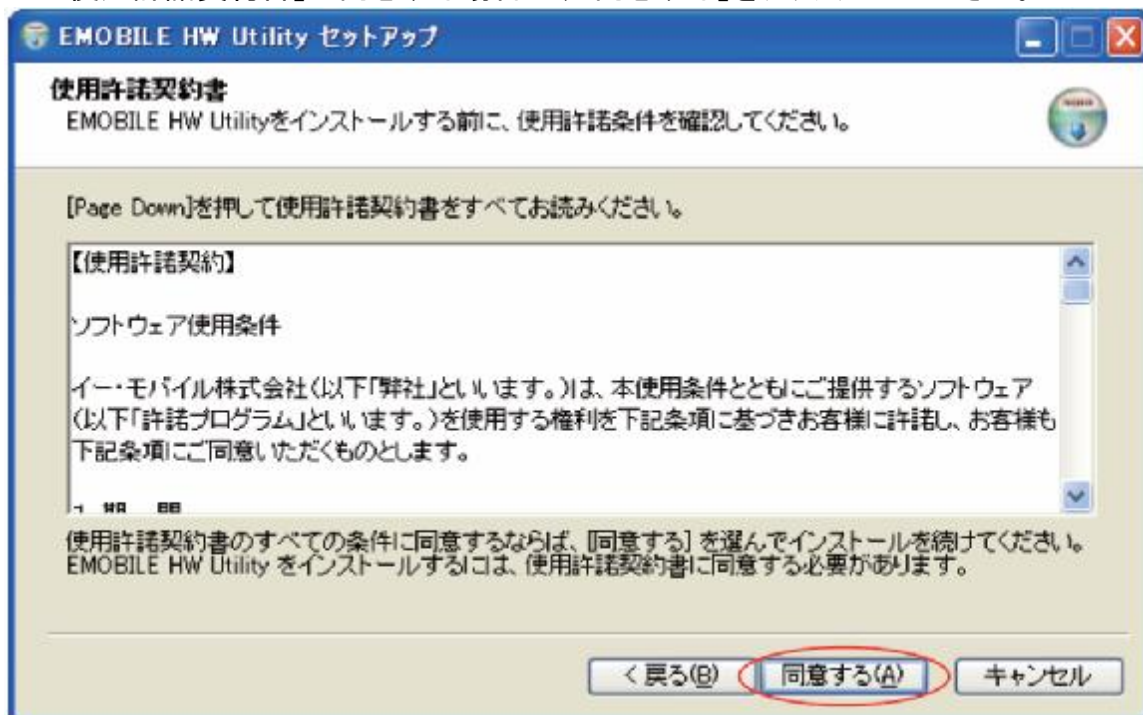 EMOBILE HW Utility セットアップ
使用許諾契約書
EMOBILE HW Utilityをインストールする前に、使用許諾条件を確認してください。
[Page Down]を押して使用許諾契約書をすべてお読みください。
【使用許諾契約】
ソフトウェア使用条件
イー・モバイル株式会社(以下「弊社」といいます。)は、本使用条件とともにご提供するソフトウェア
(以下「許諾プログラム」といいます。)を使用する権利を下記条項に基づきお客様に許諾し、お客様も
下記条項にご同意いただくものとします。
使用許諾契約書のすべての条件に同意するならば、[同意する] を選んでインストールを続けてください。
EMOBILE HW Utility をインストールするには、使用許諾契約書に同意する必要があります。
< 戻る(B)
同意する(A)
キャンセル